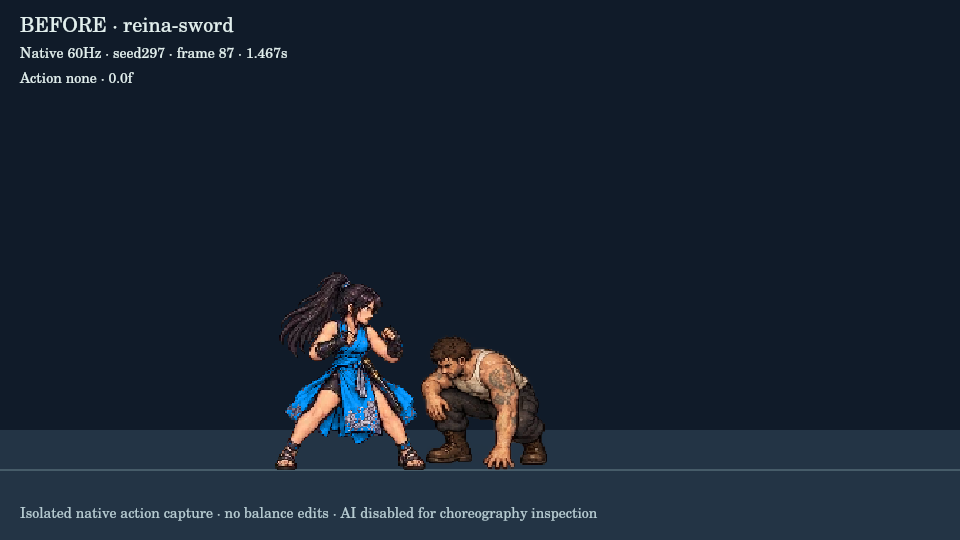 BEFORE · reina-sword
Native 60Hz · seed297 · frame 87 · 1.467s
Action none · 0.0f
Isolated native action capture · no balance edits · AI disabled for choreography inspection